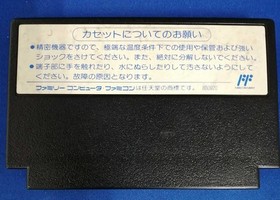 カセットについてのお願い
●精密機器ですので、極端な温度条件下での使用や保管および強い
ショックをさけてください。また、絶対に分解しないでください。
●端子部に手を触れたり、水にぬらしたりして汚さないようにして
ください。故障の原因となります。
ファミリーコンピュータ ファミコンは任天堂の商標です。
FF